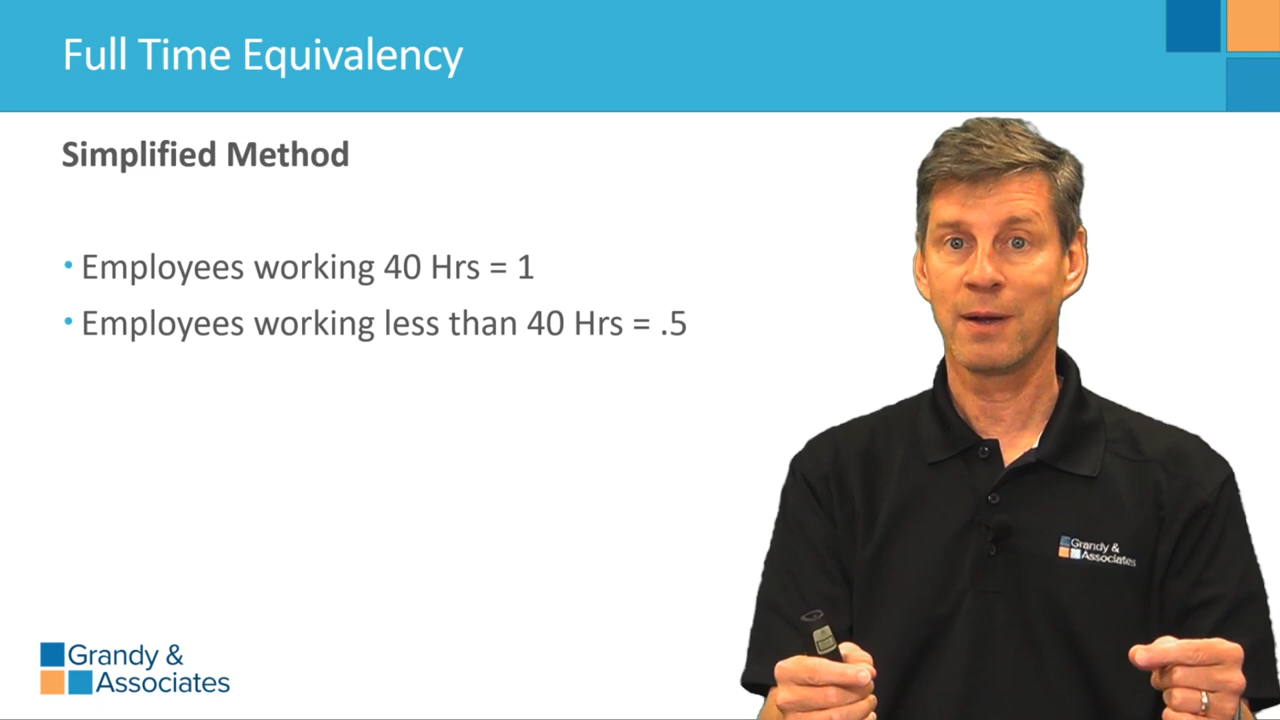 Full Time Equivalency
Simplified Method
• Employees working 40 Hrs = 1
• Employees working less than 40 Hrs = .5
Grandy &
Associates
Grandy &
Associates